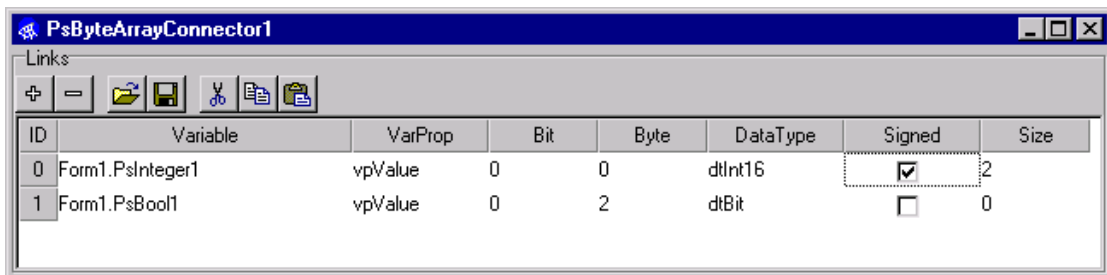 PsByteArrayConnector1
Links
ID Variable VarProp Bit Byte DataType Signed Size
0 Form1.PsInteger1 vpValue 0 0 dtInt16 2
1 Form1.PsBool1 vpValue 0 2 dtBit 0